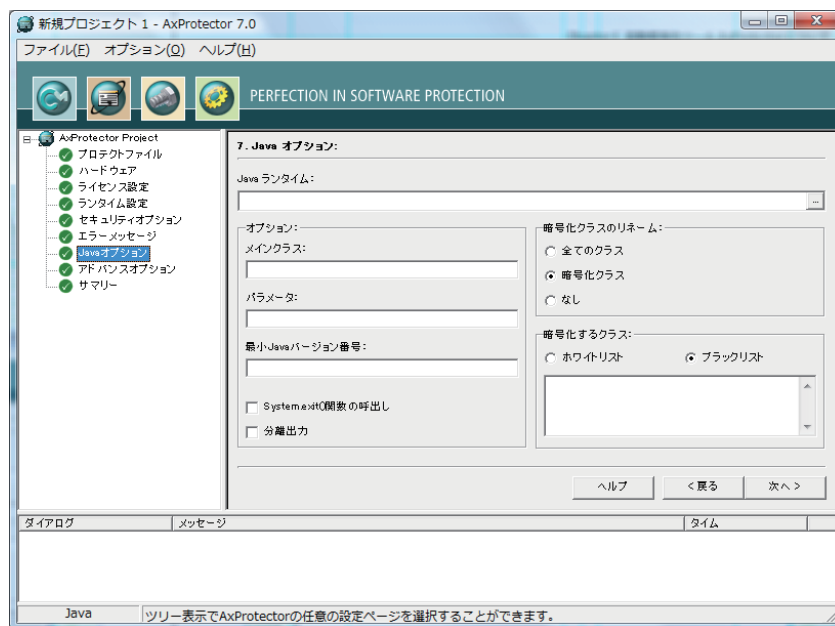 新規プロジェクト 1 - AxProtector 7.0
ファイル(F) オプション(O) ヘルプ(H)
PERFECTION IN SOFTWARE PROTECTION
AxProtector Project
プロテクトファイル
ハードウェア
ライセンス設定
ランタイム設定
セキュリティオプション
エラーメッセージ
Javaオプション
アドバンスオプション
サマリー
7. Java オプション:
Java ランタイム:
...
オプション:
メインクラス:
パラメータ:
最小Javaバージョン番号:
System.exit()関数の呼出し
分離出力
暗号化クラスのリネーム:
全てのクラス
暗号化クラス
なし
暗号化するクラス:
ホワイトリスト ブラックリスト
ヘルプ <戻る 次へ>
ダイアログ メッセージ タイム
Java ツリー表示でAxProtectorの任意の設定ページを選択することができます。